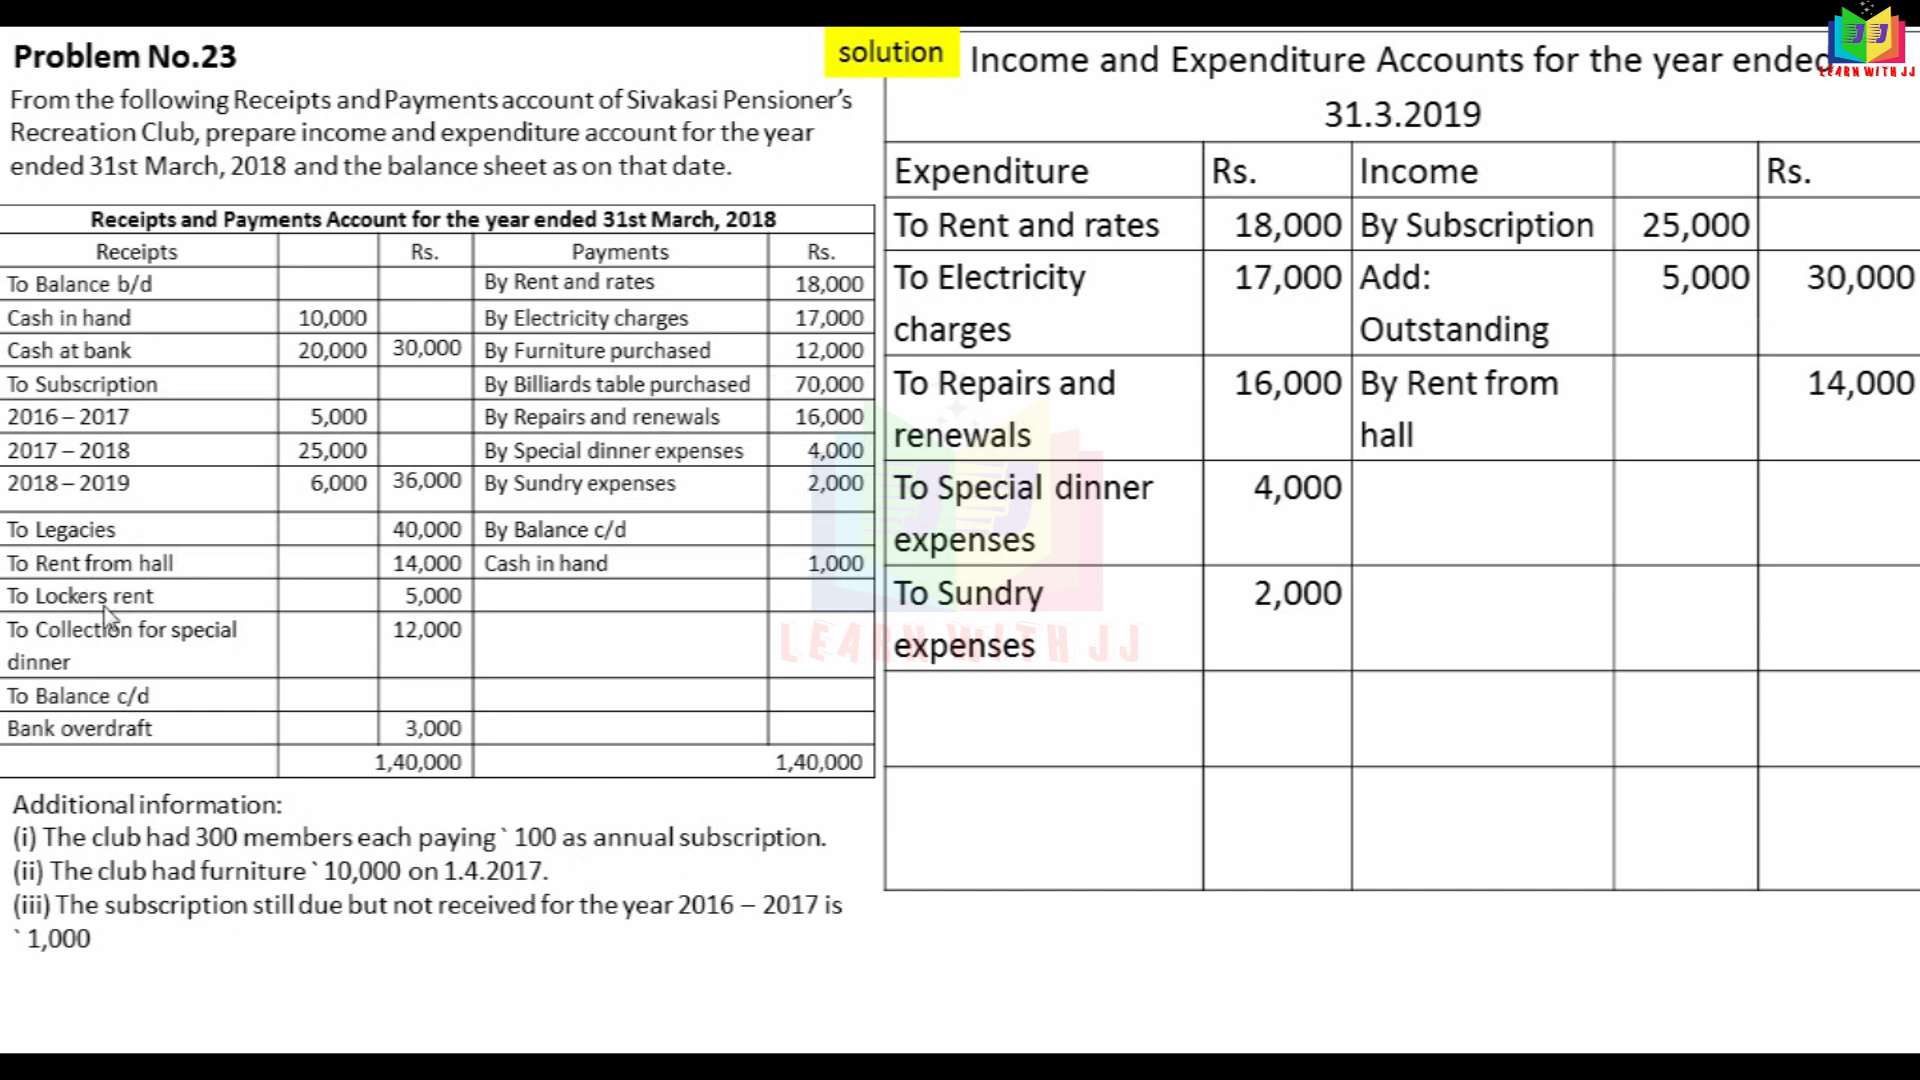 Problem No.23
From the following Receipts and Payments account of Sivakasi Pensioner's
Recreation Club, prepare income and expenditure account for the year
ended 31st March, 2018 and the balance sheet as on that date.
Receipts and Payments Account for the year ended 31st March, 2018
Receipts Rs. Payments Rs.
To Balance b/d By Rent and rates 18,000
Cash in hand 10,000 By Electricity charges 17,000
Cash at bank 20,000 30,000 By Furniture purchased 12,000
To Subscription By Billiards table purchased 70,000
2016 – 2017 5,000 By Repairs and renewals 16,000
2017 – 2018 25,000 By Special dinner expenses 4,000
2018 – 2019 6,000 36,000 By Sundry expenses 2,000
To Legacies 40,000 By Balance c/d
To Rent from hall 14,000 Cash in hand 1,000
To Lockers rent 5,000
To Collection for special 12,000
dinner
To Balance c/d
Bank overdraft 3,000
1,40,000 1,40,000
Additional information:
(i) The club had 300 members each paying ` 100 as annual subscription.
(ii) The club had furniture ` 10,000 on 1.4.2017.
(iii) The subscription still due but not received for the year 2016 – 2017 is
` 1,000
solution
Income and Expenditure Accounts for the year ended
31.3.2019
Expenditure Rs. Income Rs.
To Rent and rates 18,000 By Subscription 25,000
To Electricity 17,000 Add: 5,000 30,000
charges Outstanding
To Repairs and 16,000 By Rent from 14,000
renewals hall
To Special dinner 4,000
expenses
To Sundry 2,000
expenses
LEARN WITH JJ
JJ
LEARN WITH JJ